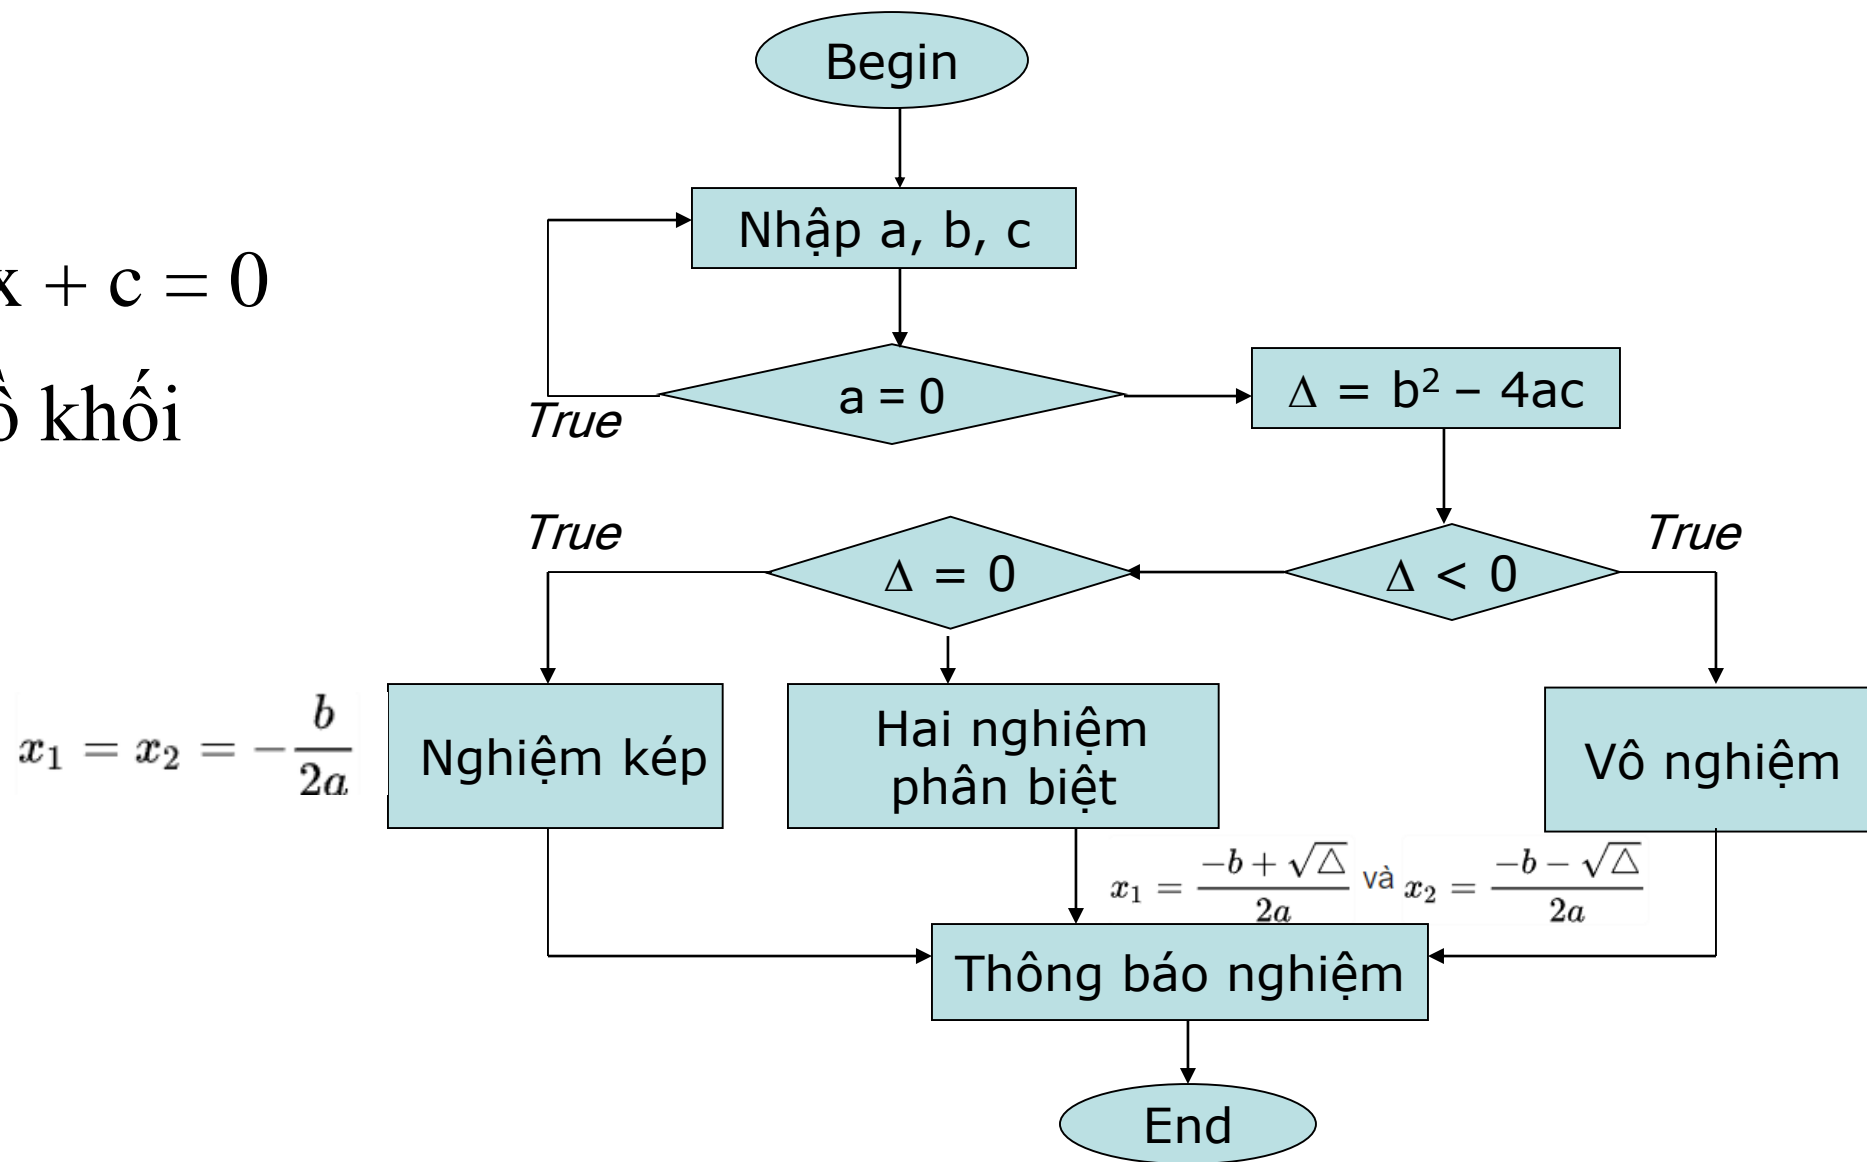 Begin
Nhập a, b, c
x + c = 0
a = 0
Δ = b² – 4ac
ồ khối
True
True
Δ = 0
Δ < 0
True
x₁ = x₂ = −b/2a
Nghiệm kép
Hai nghiệm
phân biệt
Vô nghiệm
x₁ = (−b + √△)/2a và x₂ = (−b − √△)/2a
Thông báo nghiệm
End